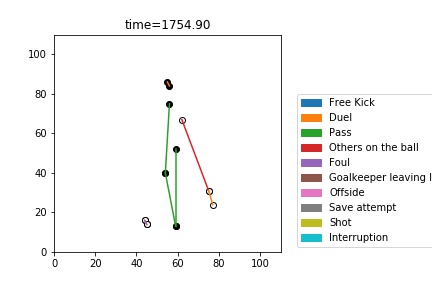 time=1754.90
100
80
60
40
20
0
0 20 40 60 80 100
Free Kick
Duel
Pass
Others on the ball
Foul
Goalkeeper leaving l
Offside
Save attempt
Shot
Interruption